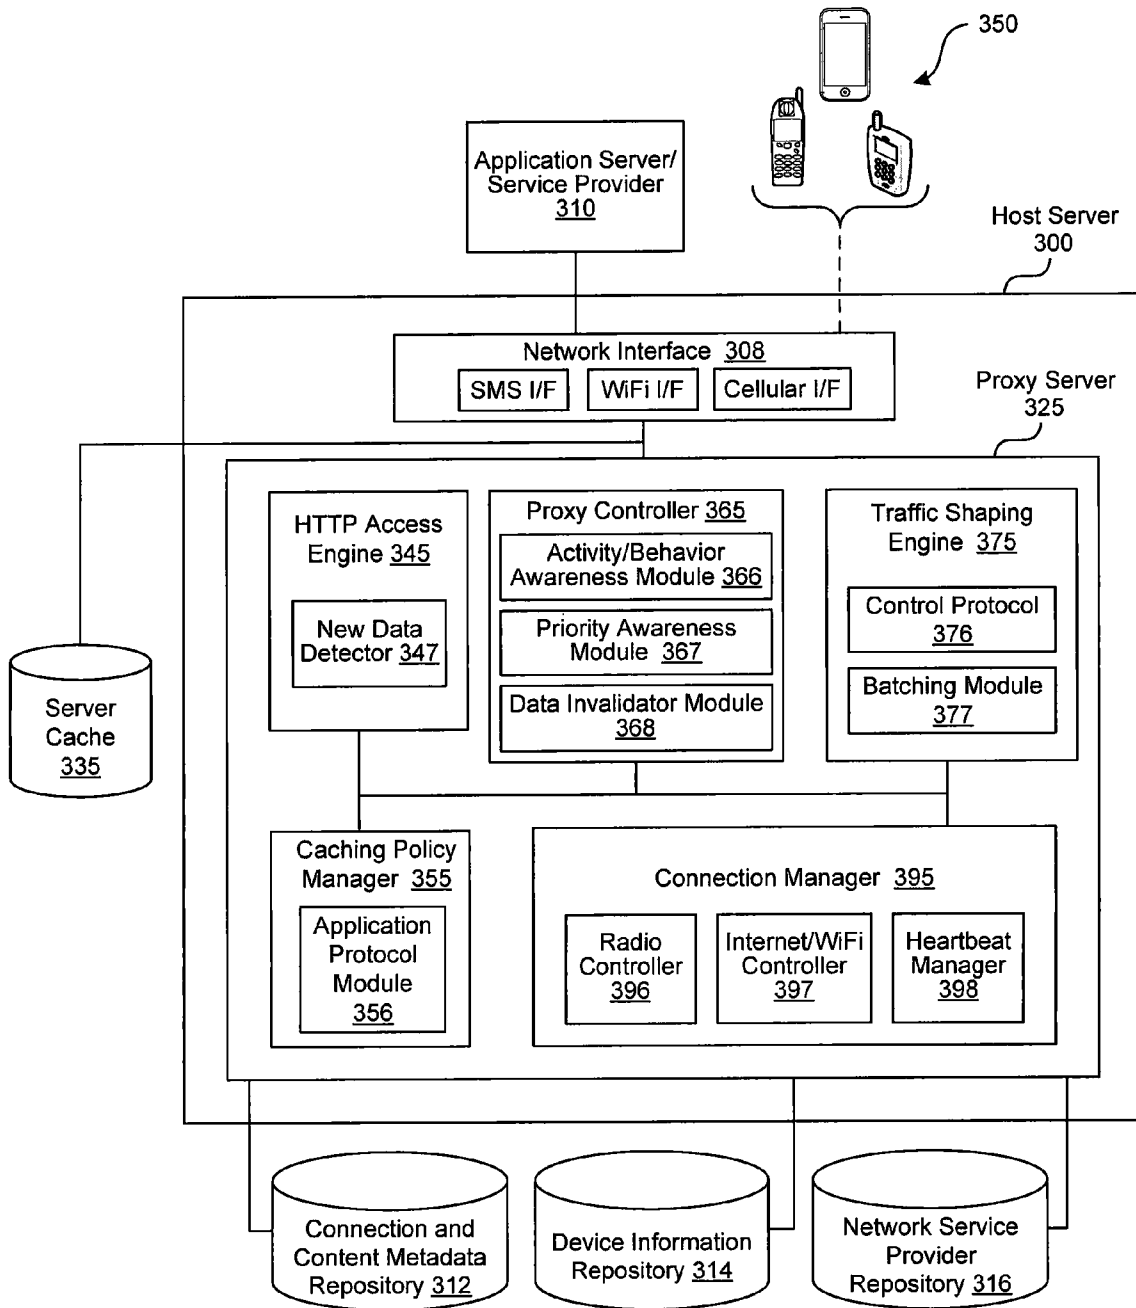 350
Application Server/
Service Provider
310
Host Server
300
Network Interface 308
SMS I/F
WiFi I/F
Cellular I/F
Proxy Server
325
HTTP Access
Engine 345
New Data
Detector 347
Proxy Controller 365
Activity/Behavior
Awareness Module 366
Priority Awareness
Module 367
Data Invalidator Module
368
Traffic Shaping
Engine 375
Control Protocol
376
Batching Module
377
Server
Cache
335
Caching Policy
Manager 355
Application
Protocol
Module
356
Connection Manager 395
Radio
Controller
396
Internet/WiFi
Controller
397
Heartbeat
Manager
398
Connection and
Content Metadata
Repository 312
Device Information
Repository 314
Network Service
Provider
Repository 316